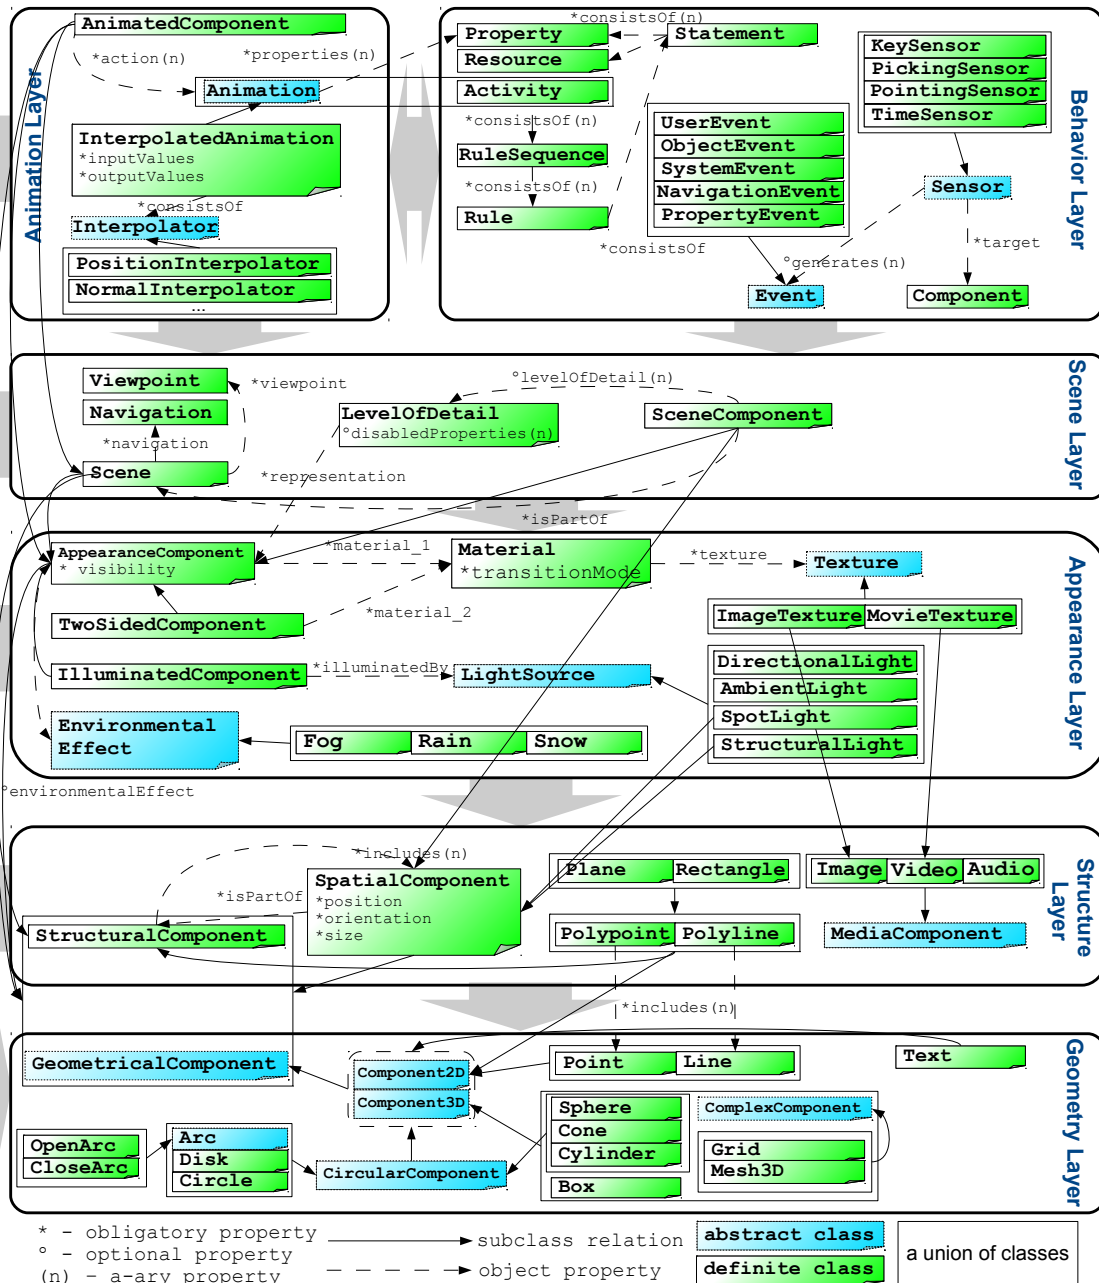 Animation Layer
AnimatedComponent
*action(n)
*properties(n)
Animation
InterpolatedAnimation
*inputValues
*outputValues
*consistsOf
Interpolator
PositionInterpolator
NormalInterpolator
...
Behavior Layer
*consistsOf(n)
Property
Statement
Resource
Activity
*consistsOf(n)
RuleSequence
*consistsOf(n)
Rule
*consistsOf
UserEvent
ObjectEvent
SystemEvent
NavigationEvent
PropertyEvent
KeySensor
PickingSensor
PointingSensor
TimeSensor
Sensor
*target
°generates(n)
Event
Component
Scene Layer
Viewpoint
*viewpoint
Navigation
*navigation
Scene
°levelOfDetail(n)
LevelOfDetail
°disabledProperties(n)
SceneComponent
*representation
*isPartOf
Appearance Layer
AppearanceComponent
* visibility
*material_1
Material
*transitionMode
*texture
Texture
TwoSidedComponent
*material_2
ImageTexture
MovieTexture
IlluminatedComponent
*illuminatedBy
LightSource
DirectionalLight
AmbientLight
SpotLight
StructuralLight
Environmental
Effect
Fog
Rain
Snow
°environmentalEffect
Structure
Layer
*includes(n)
*isPartOf
SpatialComponent
*position
*orientation
*size
StructuralComponent
Plane
Rectangle
Polypoint
Polyline
Image
Video
Audio
MediaComponent
*includes(n)
Geometry Layer
GeometricalComponent
Component2D
Component3D
Point
Line
Text
OpenArc
CloseArc
Arc
Disk
Circle
CircularComponent
Sphere
Cone
Cylinder
Box
ComplexComponent
Grid
Mesh3D
* - obligatory property
° - optional property
(n) - a-ary property
subclass relation
object property
abstract class
definite class
a union of classes